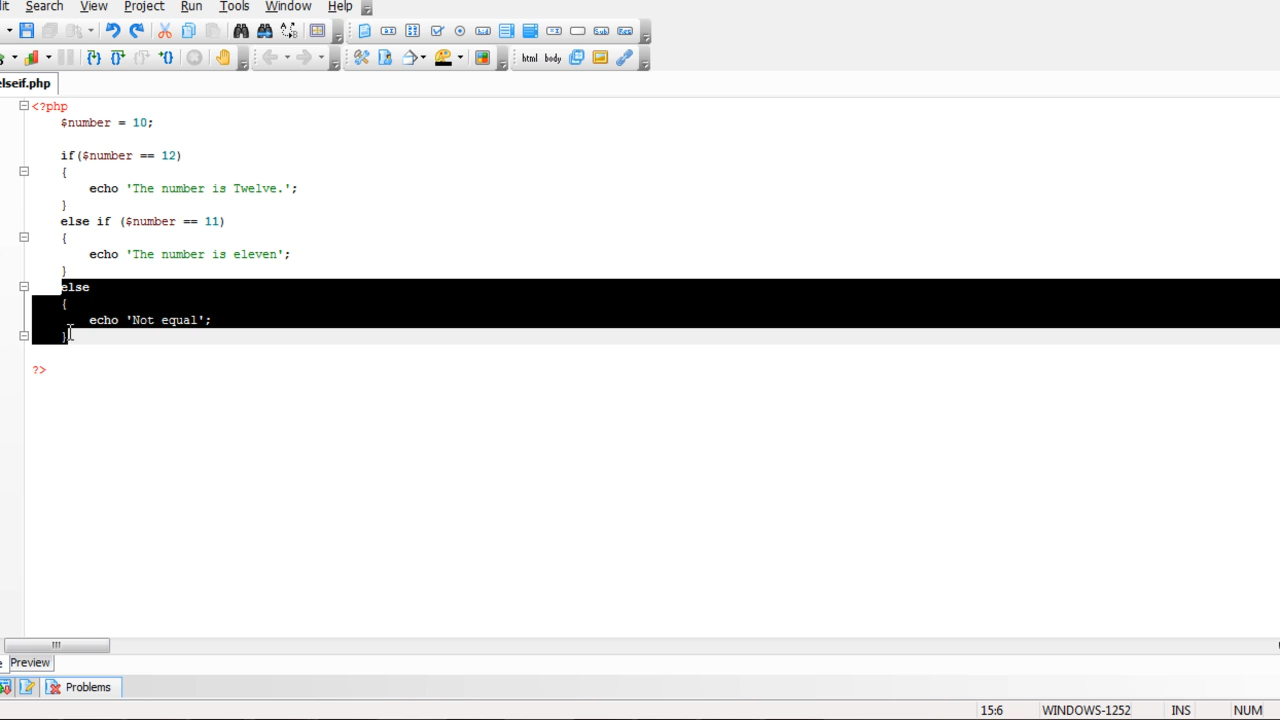 it Search View Project Run Tools Window Help
html body
elseif.php
<?php
$number = 10;
if($number == 12)
{
echo 'The number is Twelve.';
}
else if ($number == 11)
{
echo 'The number is eleven';
}
else
{
echo 'Not equal';
}
?>
e Preview
Problems
15:6 WINDOWS-1252 INS NUM